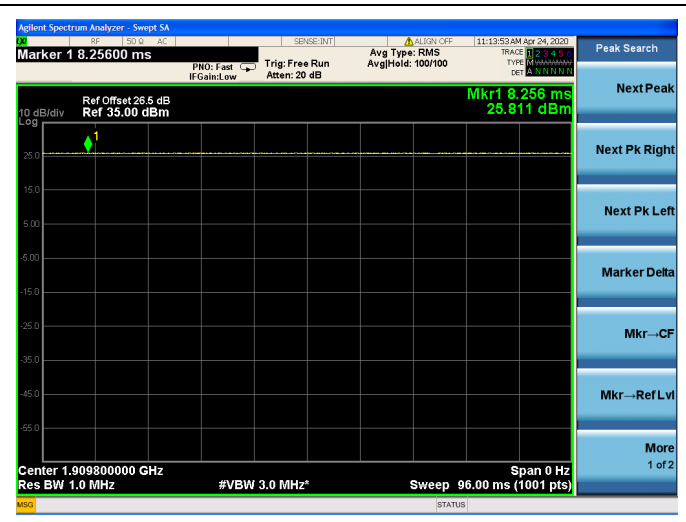 Agilent Spectrum Analyzer - Swept SA
RF 50 Ω AC SENSE:INT ALIGN OFF 11:13:53 AM Apr 24, 2020
Marker 1 8.25600 ms
PNO: Fast
IFGain:Low
Trig: Free Run
Atten: 20 dB
Avg Type: RMS
Avg|Hold: 100/100
TRACE 1 2 3 4 5 6
TYPE M
DET A N N N N N
Peak Search
Next Peak
Next Pk Right
Next Pk Left
Marker Delta
Mkr→CF
Mkr→Ref Lvl
More
1 of 2
Mkr1 8.256 ms
25.811 dBm
Ref Offset 26.5 dB
10 dB/div Ref 35.00 dBm
Log
1
25.0
15.0
5.00
-5.00
-15.0
-25.0
-35.0
-45.0
-55.0
Center 1.909800000 GHz Span 0 Hz
Res BW 1.0 MHz #VBW 3.0 MHz* Sweep 96.00 ms (1001 pts)
MSG STATUS